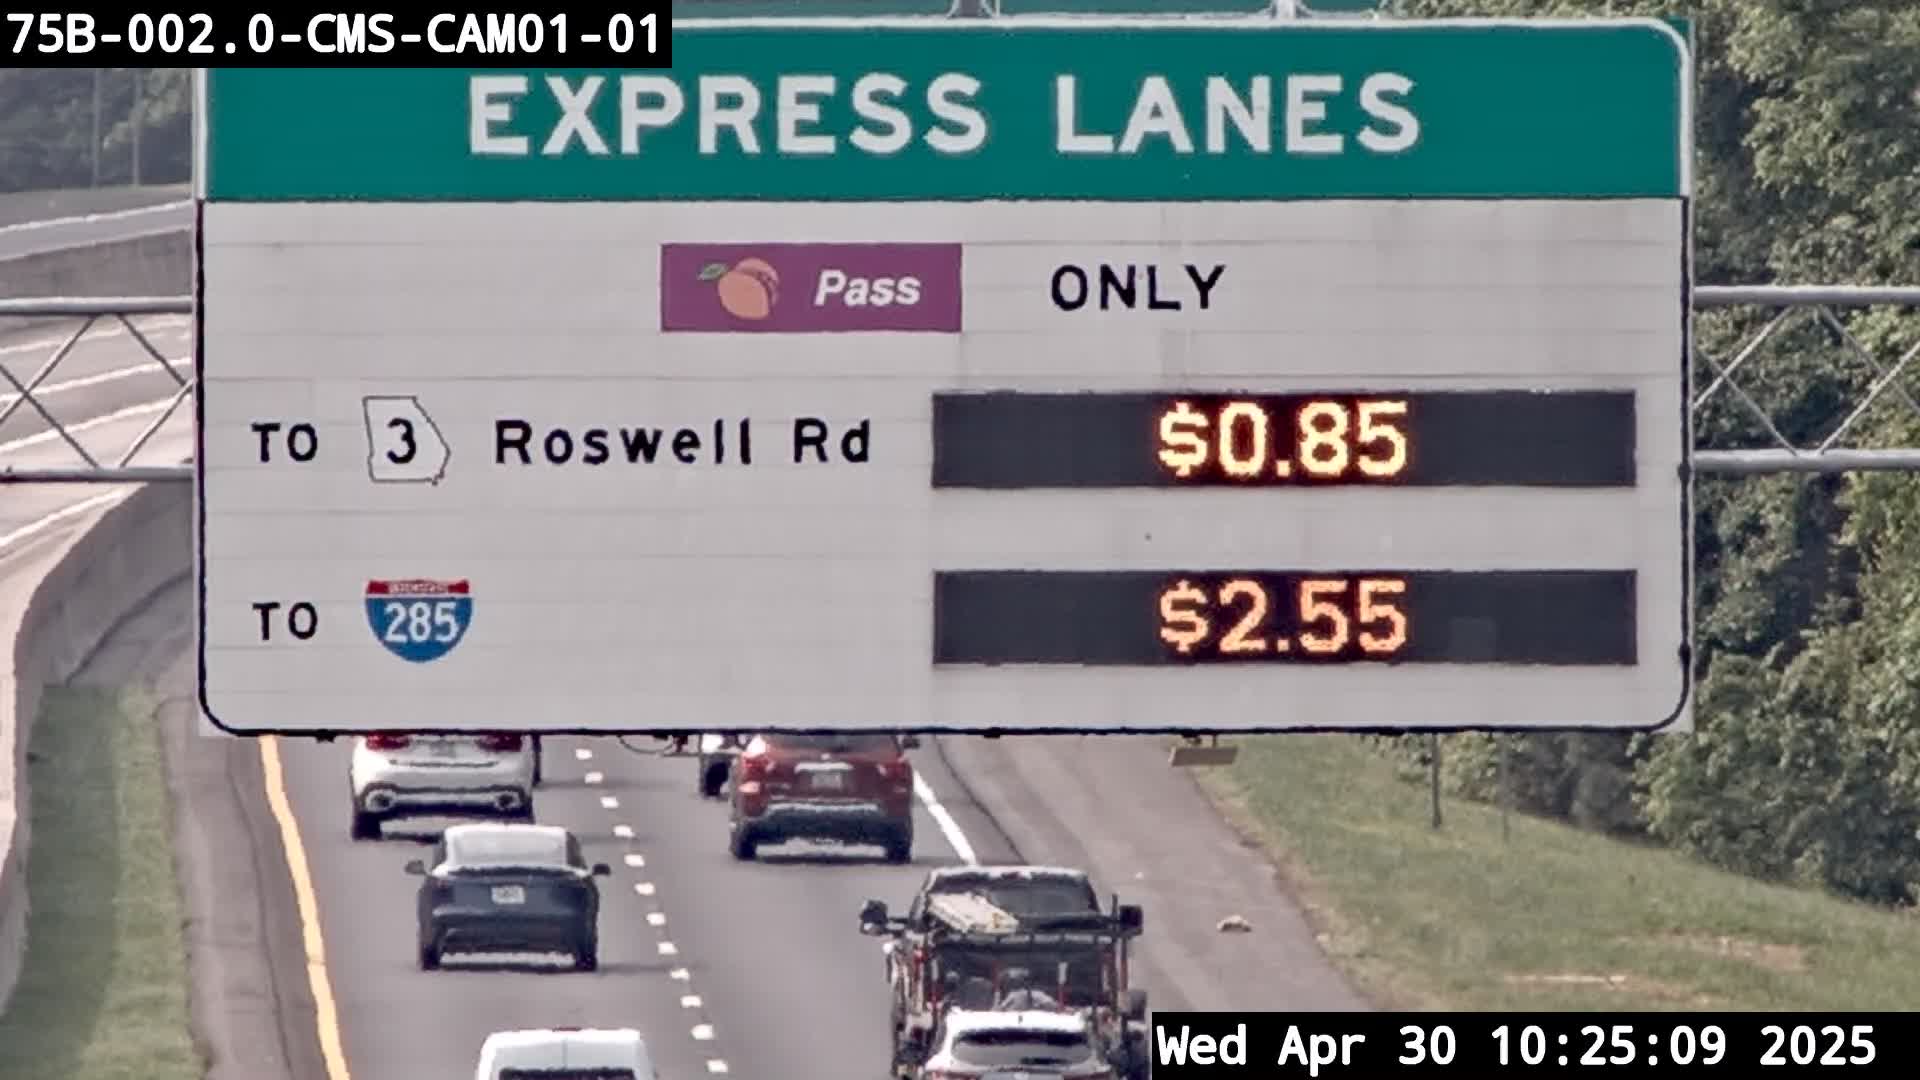 75B-002.0-CMS-CAM01-01
EXPRESS LANES
Pass ONLY
TO 3 Roswell Rd $0.85
TO 285 $2.55
Wed Apr 30 10:25:09 2025